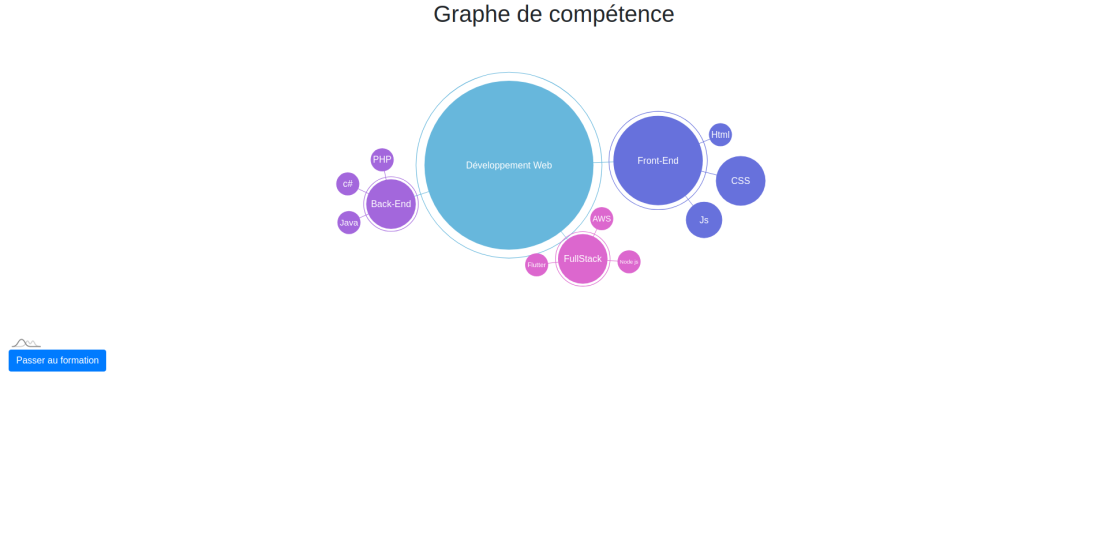 Graphe de compétence
Développement Web
Front-End
Html
CSS
Js
PHP
c#
Back-End
Java
AWS
FullStack
Flutter
Node js
Passer au formation